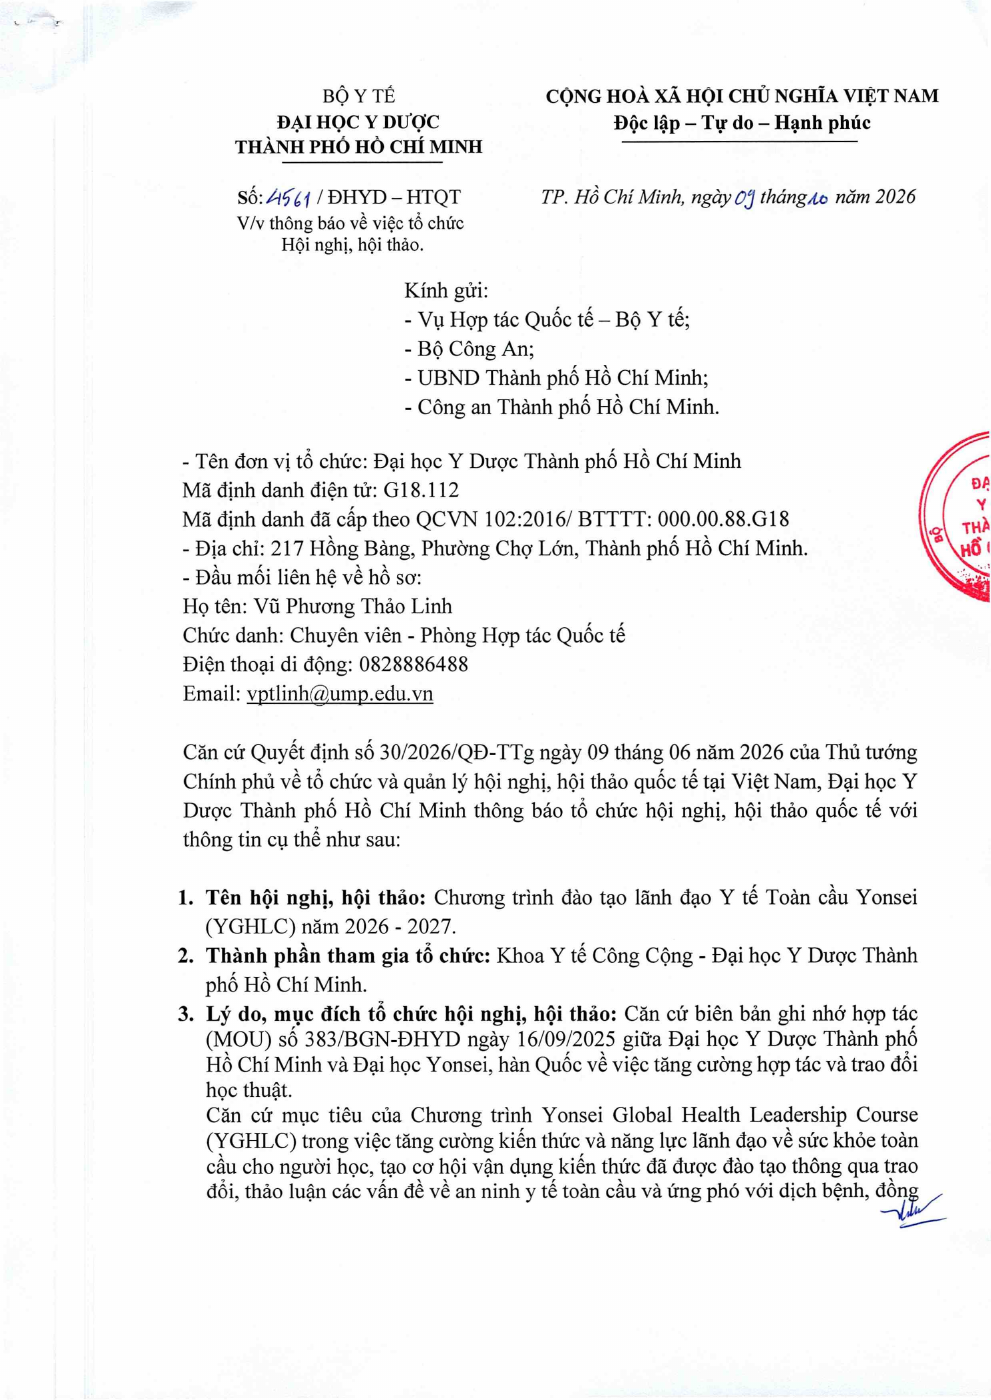 BỘ Y TẾ
ĐẠI HỌC Y DƯỢC
THÀNH PHỐ HỒ CHÍ MINH
CỘNG HOÀ XÃ HỘI CHỦ NGHĨA VIỆT NAM
Độc lập – Tự do – Hạnh phúc
Số: 4561 / ĐHYD – HTQT
V/v thông báo về việc tổ chức
Hội nghị, hội thảo.
TP. Hồ Chí Minh, ngày 09 tháng 10 năm 2026
Kính gửi:
- Vụ Hợp tác Quốc tế – Bộ Y tế;
- Bộ Công An;
- UBND Thành phố Hồ Chí Minh;
- Công an Thành phố Hồ Chí Minh.
- Tên đơn vị tổ chức: Đại học Y Dược Thành phố Hồ Chí Minh
Mã định danh điện tử: G18.112
Mã định danh đã cấp theo QCVN 102:2016/ BTTTT: 000.00.88.G18
- Địa chỉ: 217 Hồng Bàng, Phường Chợ Lớn, Thành phố Hồ Chí Minh.
- Đầu mối liên hệ về hồ sơ:
Họ tên: Vũ Phương Thảo Linh
Chức danh: Chuyên viên - Phòng Hợp tác Quốc tế
Điện thoại di động: 0828886488
Email: vptlinh@ump.edu.vn
Căn cứ Quyết định số 30/2026/QĐ-TTg ngày 09 tháng 06 năm 2026 của Thủ tướng
Chính phủ về tổ chức và quản lý hội nghị, hội thảo quốc tế tại Việt Nam, Đại học Y
Dược Thành phố Hồ Chí Minh thông báo tổ chức hội nghị, hội thảo quốc tế với
thông tin cụ thể như sau:
1. Tên hội nghị, hội thảo: Chương trình đào tạo lãnh đạo Y tế Toàn cầu Yonsei
(YGHLC) năm 2026 - 2027.
2. Thành phần tham gia tổ chức: Khoa Y tế Công Cộng - Đại học Y Dược Thành
phố Hồ Chí Minh.
3. Lý do, mục đích tổ chức hội nghị, hội thảo: Căn cứ biên bản ghi nhớ hợp tác
(MOU) số 383/BGN-ĐHYD ngày 16/09/2025 giữa Đại học Y Dược Thành phố
Hồ Chí Minh và Đại học Yonsei, hàn Quốc về việc tăng cường hợp tác và trao đổi
học thuật.
Căn cứ mục tiêu của Chương trình Yonsei Global Health Leadership Course
(YGHLC) trong việc tăng cường kiến thức và năng lực lãnh đạo về sức khỏe toàn
cầu cho người học, tạo cơ hội vận dụng kiến thức đã được đào tạo thông qua trao
đổi, thảo luận các vấn đề về an ninh y tế toàn cầu và ứng phó với dịch bệnh, đồng
BỘ
ĐẠ
Y
THÀ
HỒ